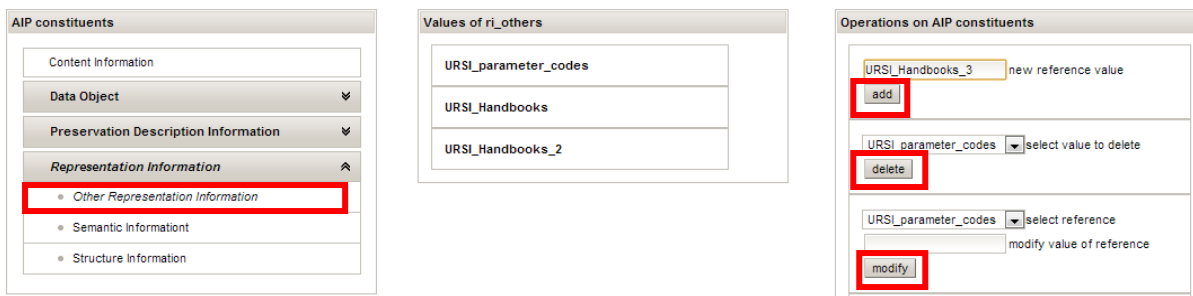 AIP constituents
Content Information
Data Object
Preservation Description Information
Representation Information
Other Representation Information
Semantic Informationt
Structure Information
Values of ri_others
URSI_parameter_codes
URSI_Handbooks
URSI_Handbooks_2
Operations on AIP constituents
URSI_Handbooks_3 new reference value
add
URSI_parameter_codes select value to delete
delete
URSI_parameter_codes select reference
modify value of reference
modify